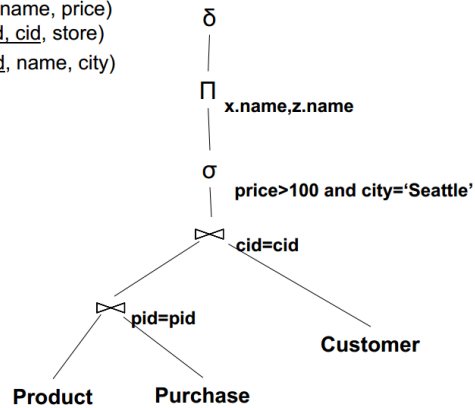 name, price)
δ
d, cid, store)
d, name, city)
Π
x.name,z.name
σ
price>100 and city=‘Seattle’
cid=cid
pid=pid
Customer
Product
Purchase